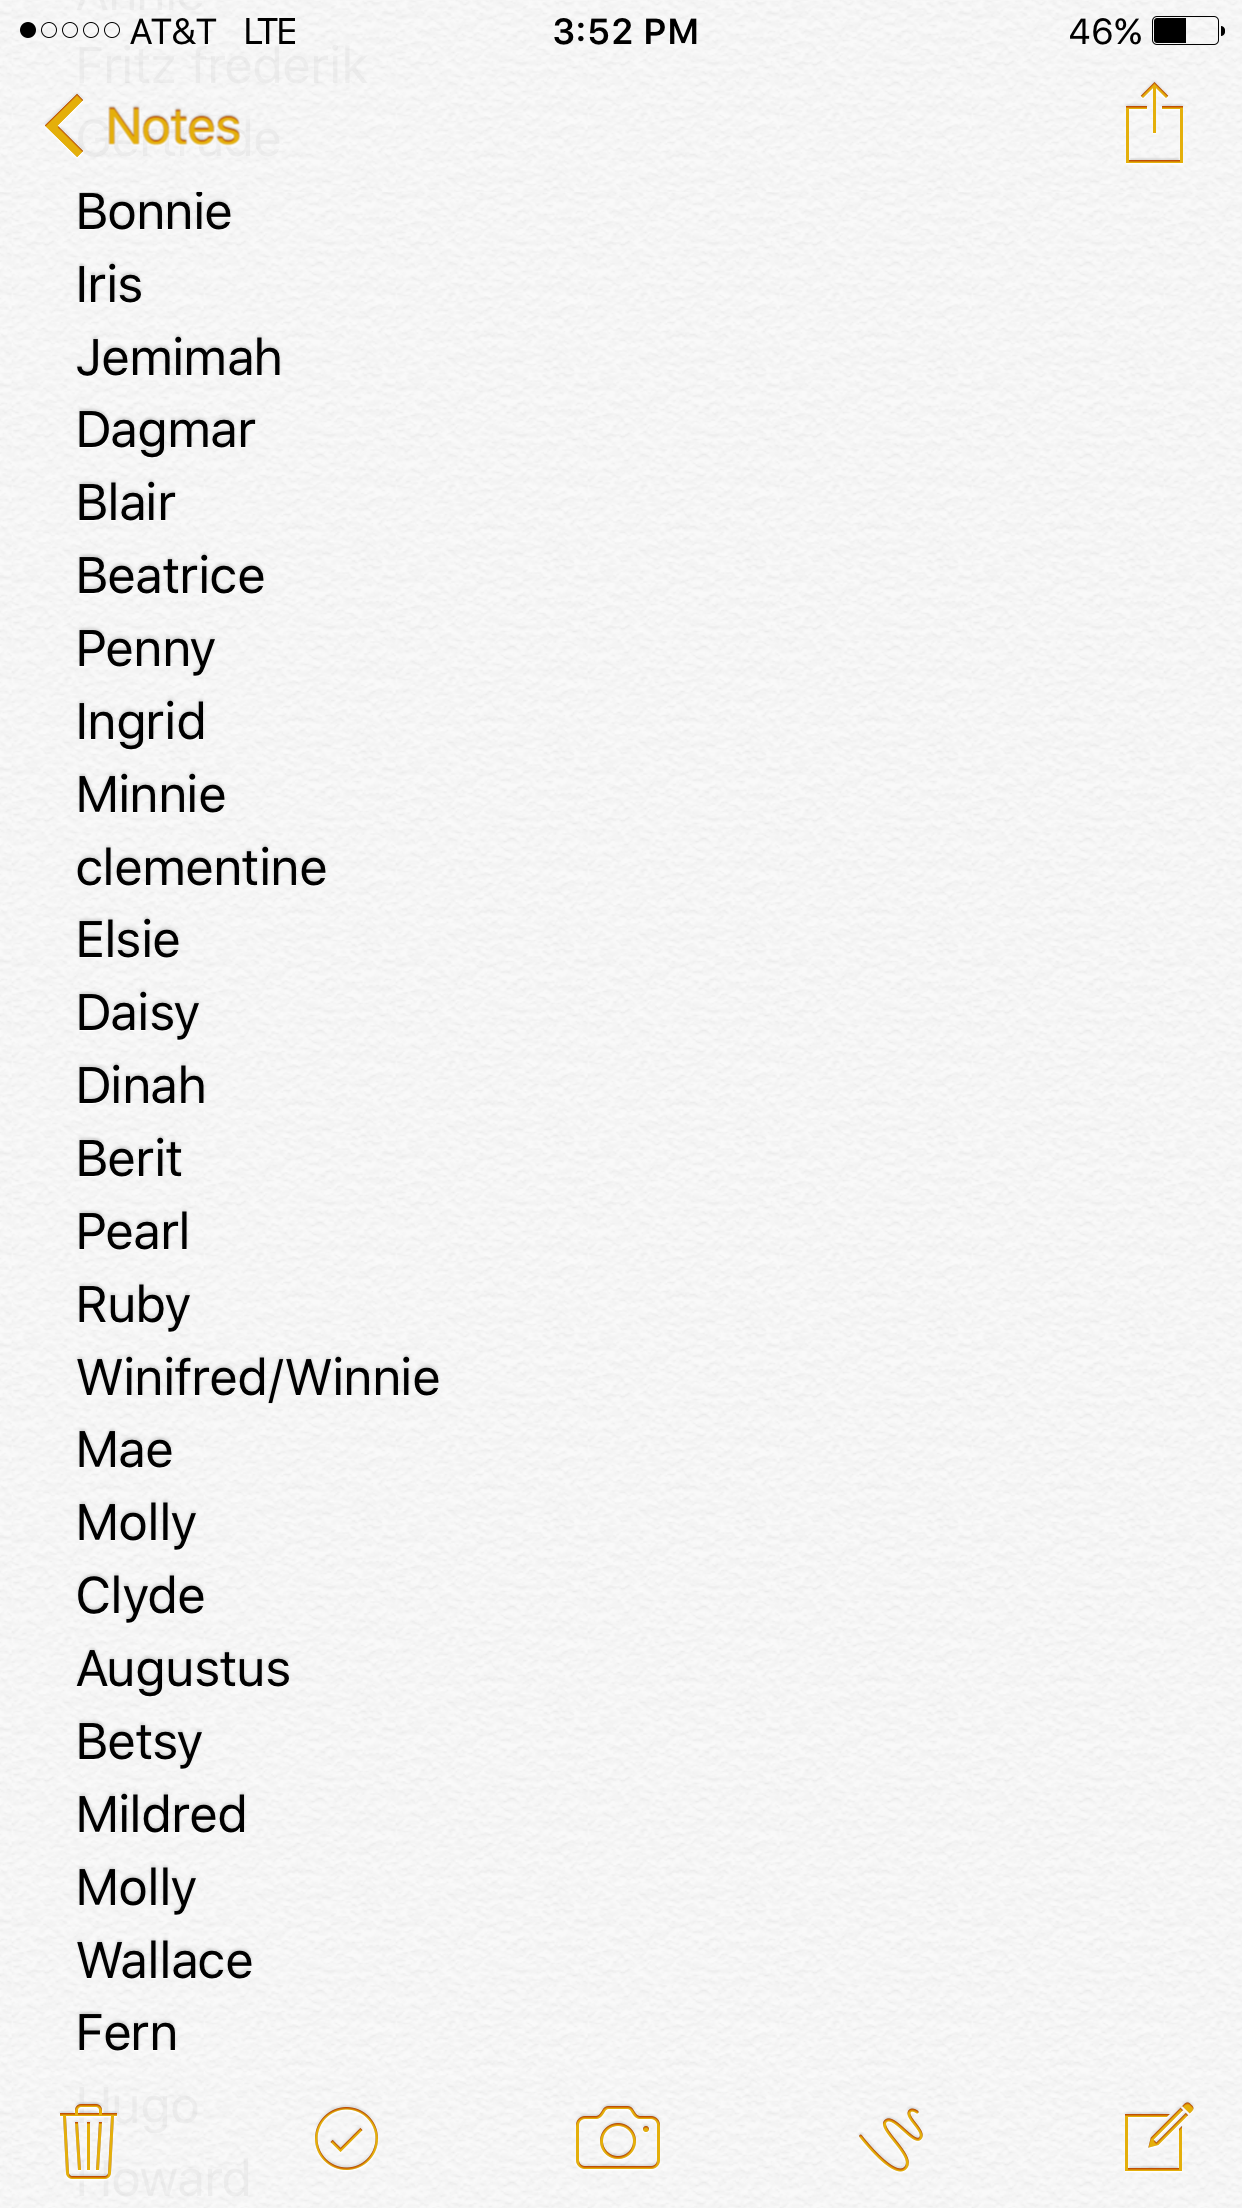 AT&T LTE 3:52 PM 46%
Fritz frederik
Notes
Gertrude
Bonnie
Iris
Jemimah
Dagmar
Blair
Beatrice
Penny
Ingrid
Minnie
clementine
Elsie
Daisy
Dinah
Berit
Pearl
Ruby
Winifred/Winnie
Mae
Molly
Clyde
Augustus
Betsy
Mildred
Molly
Wallace
Fern
Hugo
Howard